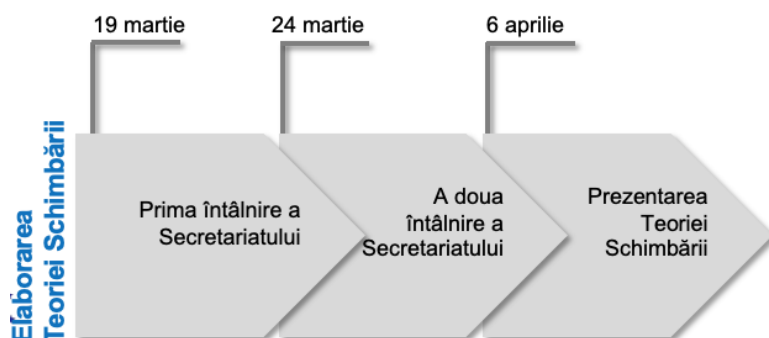 19 martie
24 martie
6 aprilie
Elaborarea
Teoriei Schimbării
Prima întâlnire a
Secretariatului
A doua
întâlnire a
Secretariatului
Prezentarea
Teoriei
Schimbării